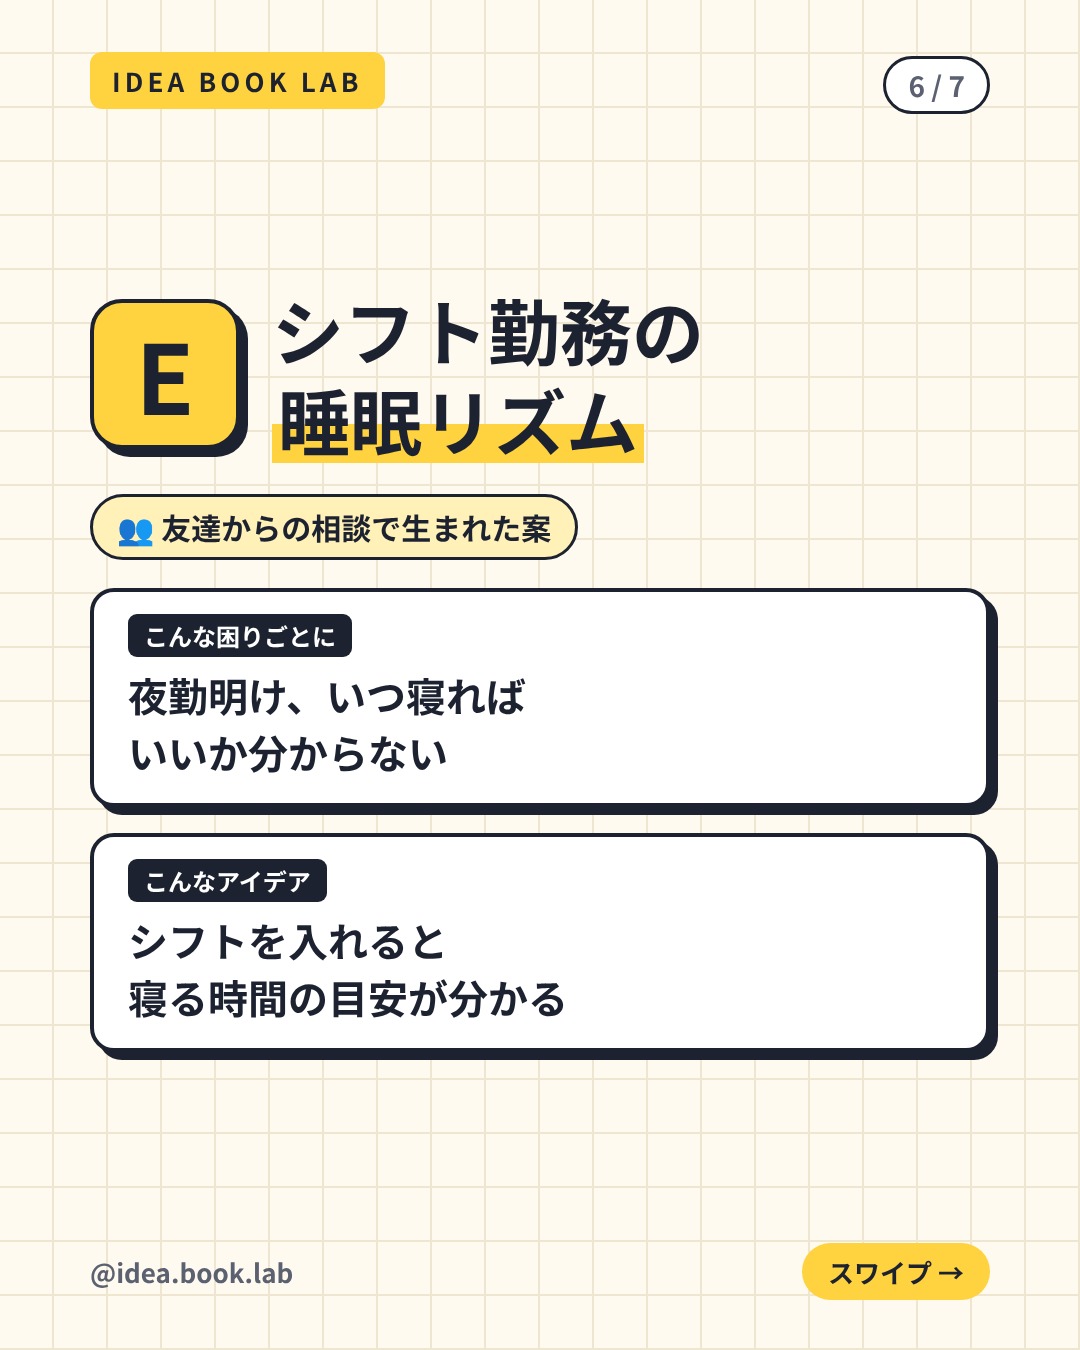 IDEA BOOK LAB
6 / 7
E
シフト勤務の
睡眠リズム
👥 友達からの相談で生まれた案
こんな困りごとに
夜勤明け、いつ寝れば
いいか分からない
こんなアイデア
シフトを入れると
寝る時間の目安が分かる
@idea.book.lab
スワイプ →